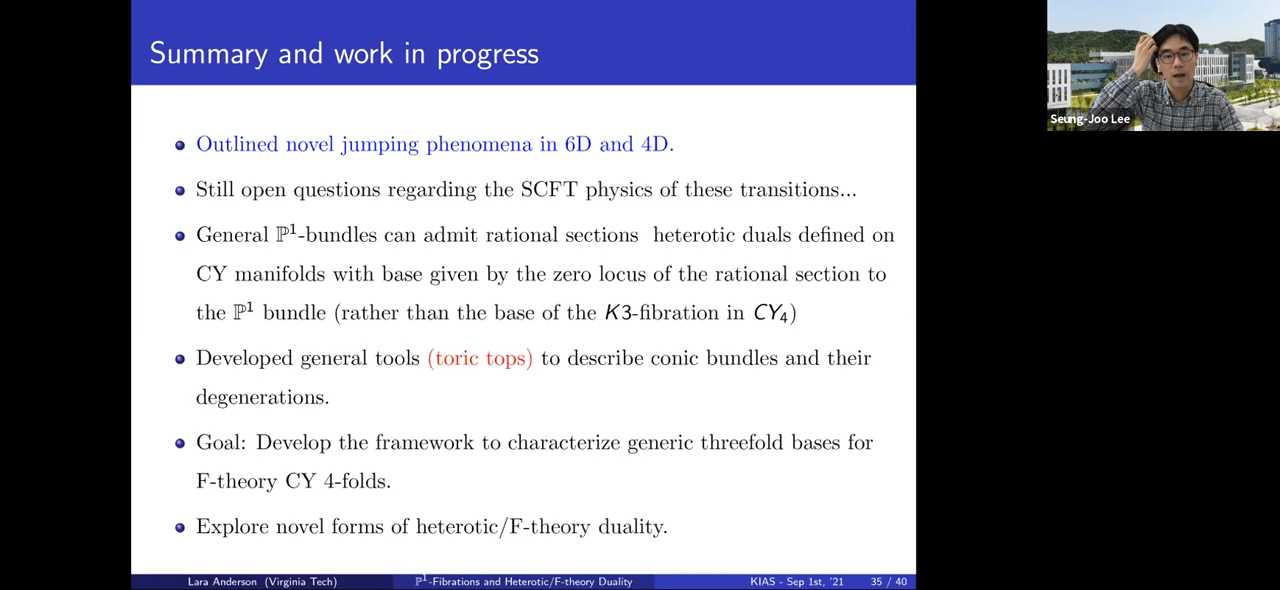 Summary and work in progress
Seung-Joo Lee
Outlined novel jumping phenomena in 6D and 4D.
Still open questions regarding the SCFT physics of these transitions...
General ℙ¹-bundles can admit rational sections heterotic duals defined on
CY manifolds with base given by the zero locus of the rational section to
the ℙ¹ bundle (rather than the base of the K3-fibration in CY₄)
Developed general tools (toric tops) to describe conic bundles and their
degenerations.
Goal: Develop the framework to characterize generic threefold bases for
F-theory CY 4-folds.
Explore novel forms of heterotic/F-theory duality.
Lara Anderson (Virginia Tech) ℙ¹-Fibrations and Heterotic/F-theory Duality KIAS - Sep 1st, '21 35 / 40